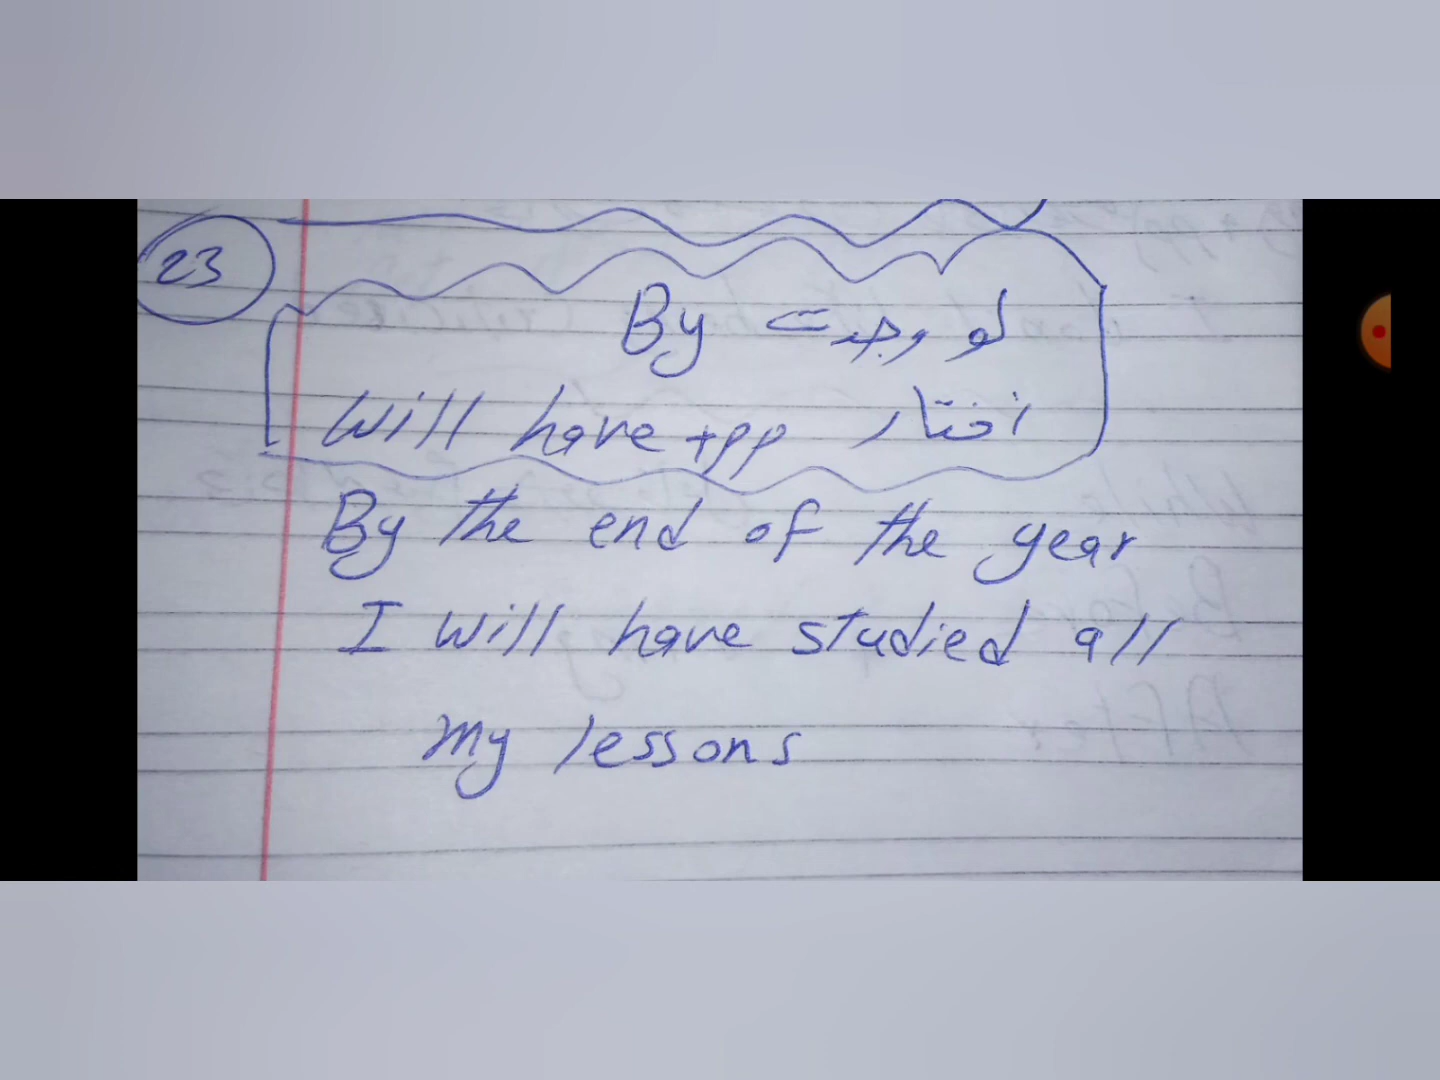 23
لو وجدت By
اختار will have + pp
By the end of the year
I will have studied all
my lessons